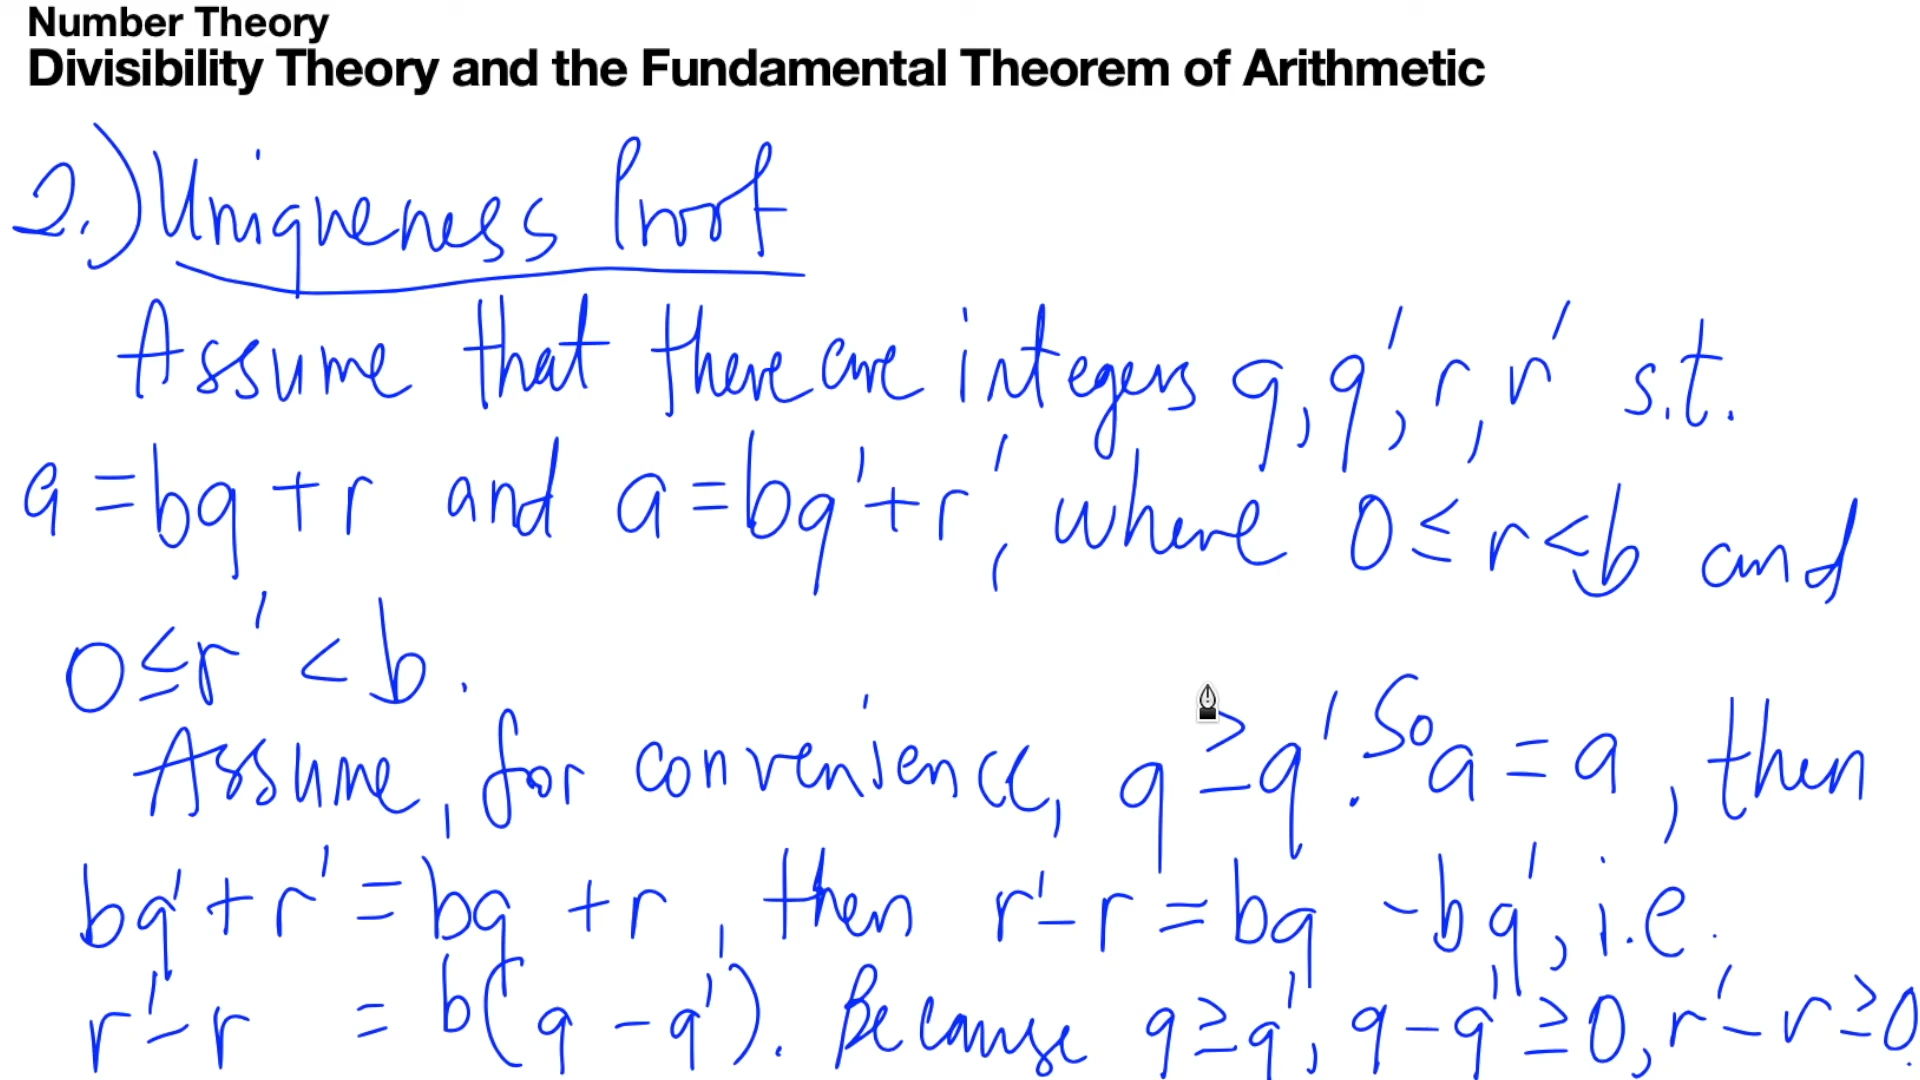 Number Theory
Divisibility Theory and the Fundamental Theorem of Arithmetic
2.) Uniqueness Proof
Assume that there are integers q, q', r, r' s.t.
a = bq + r and a = bq' + r', where 0 ≤ r < b and
0 ≤ r' < b.
Assume, for convenience, q ≥ q'. So a = a, then
bq' + r' = bq + r, then r' - r = bq - bq', i.e.
r' - r = b(q - q'). Because q ≥ q', q - q' ≥ 0, r' - r ≥ 0.